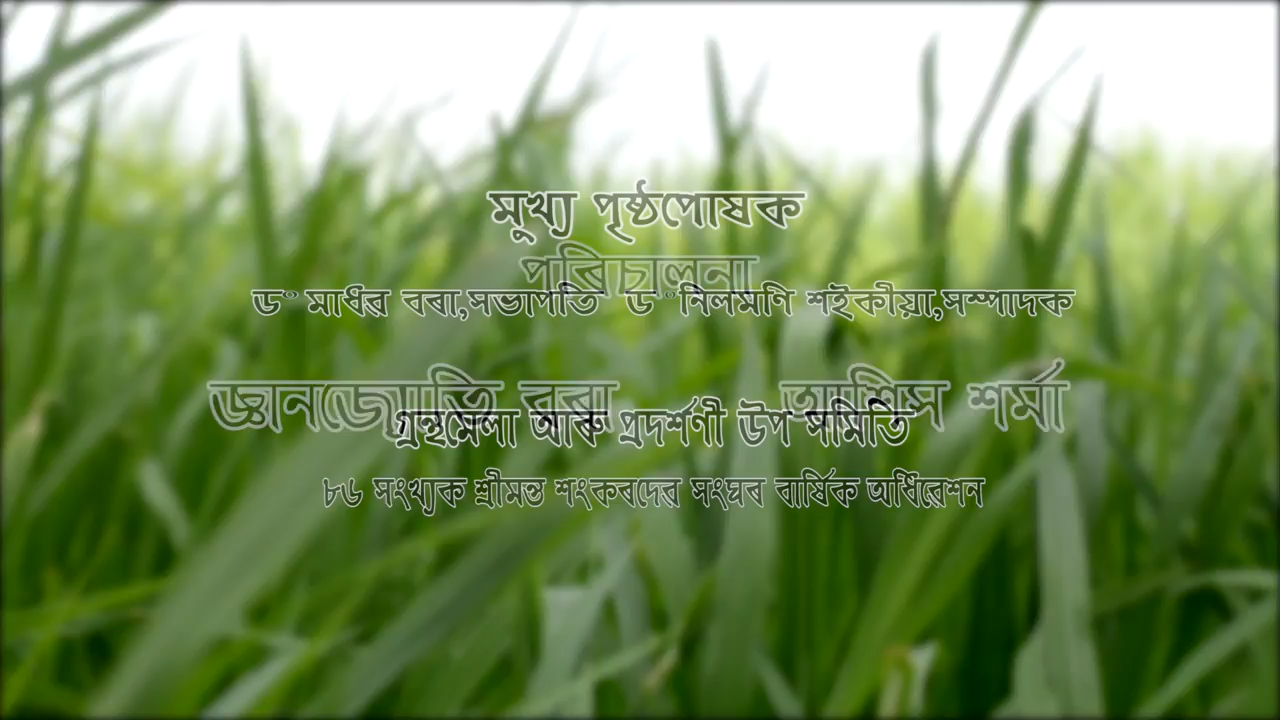 মুখ্য পৃষ্ঠপোষক
পৰিচালনা
ড° মাধৱ বৰা,সভাপতি ড° নিলমণি শইকীয়া,সম্পাদক
জ্ঞানজ্যোতি বৰা আশিস শৰ্মা
গ্ৰন্থমেলা আৰু প্ৰদৰ্শণী উপ সমিতি
৮৬ সংখ্যক শ্ৰীমন্ত শংকৰদেৱ সংঘৰ বাৰ্ষিক অধিৱেশন